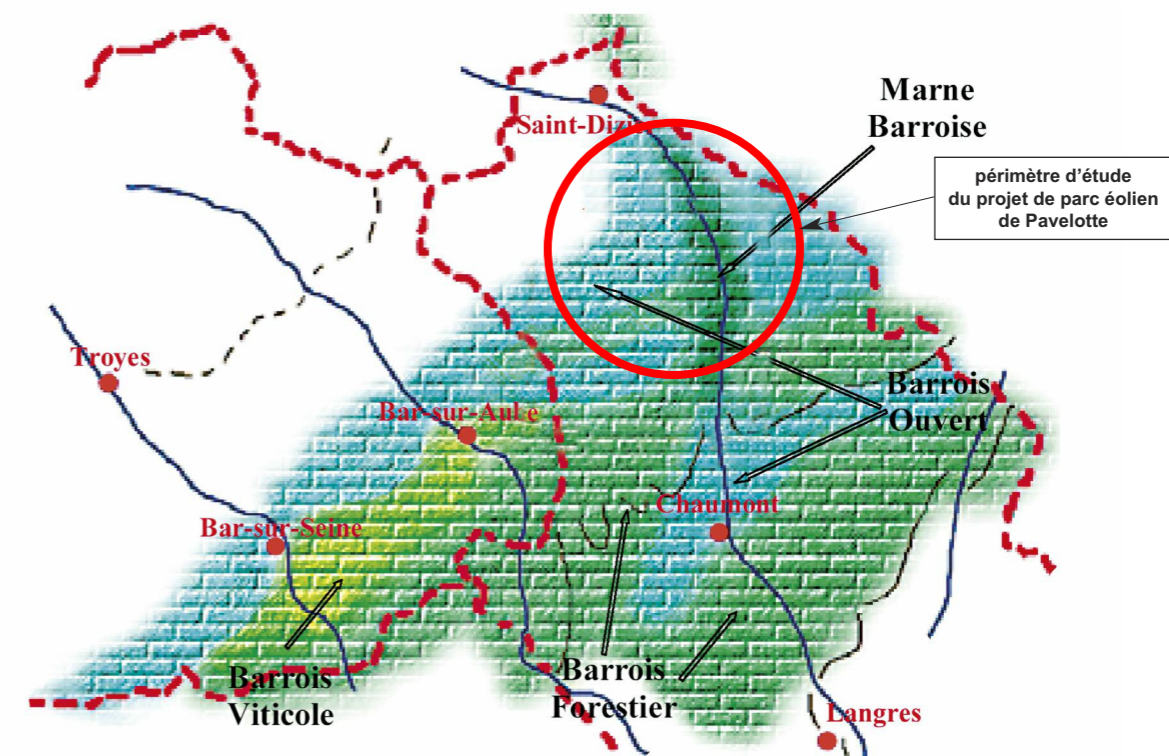 Marne
Barroise
Saint-Dizi
périmètre d’étude
du projet de parc éolien
de Pavelotte
Troyes
Barrois
Ouvert
Bar-sur-Aube
Chaumont
Bar-sur-Seine
Barrois
Viticole
Barrois
Forestier
Langres